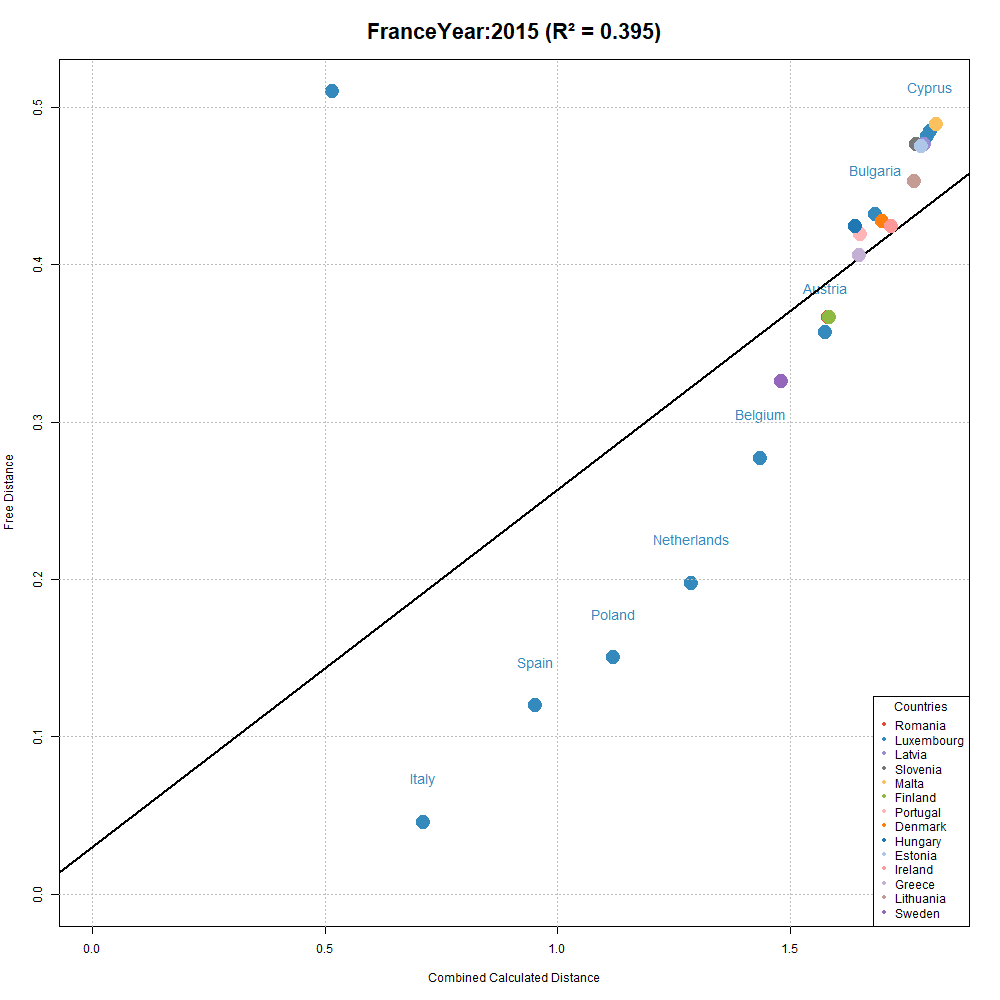 FranceYear:2015 (R² = 0.395)
Cyprus
0.5
Bulgaria
0.4
Austria
0.3
Belgium
Free Distance
Netherlands
0.2
Poland
Spain
0.1
Italy
0.0
Countries
Romania
Luxembourg
Latvia
Slovenia
Malta
Finland
Portugal
Denmark
Hungary
Estonia
Ireland
Greece
Lithuania
Sweden
0.0 0.5 1.0 1.5
Combined Calculated Distance